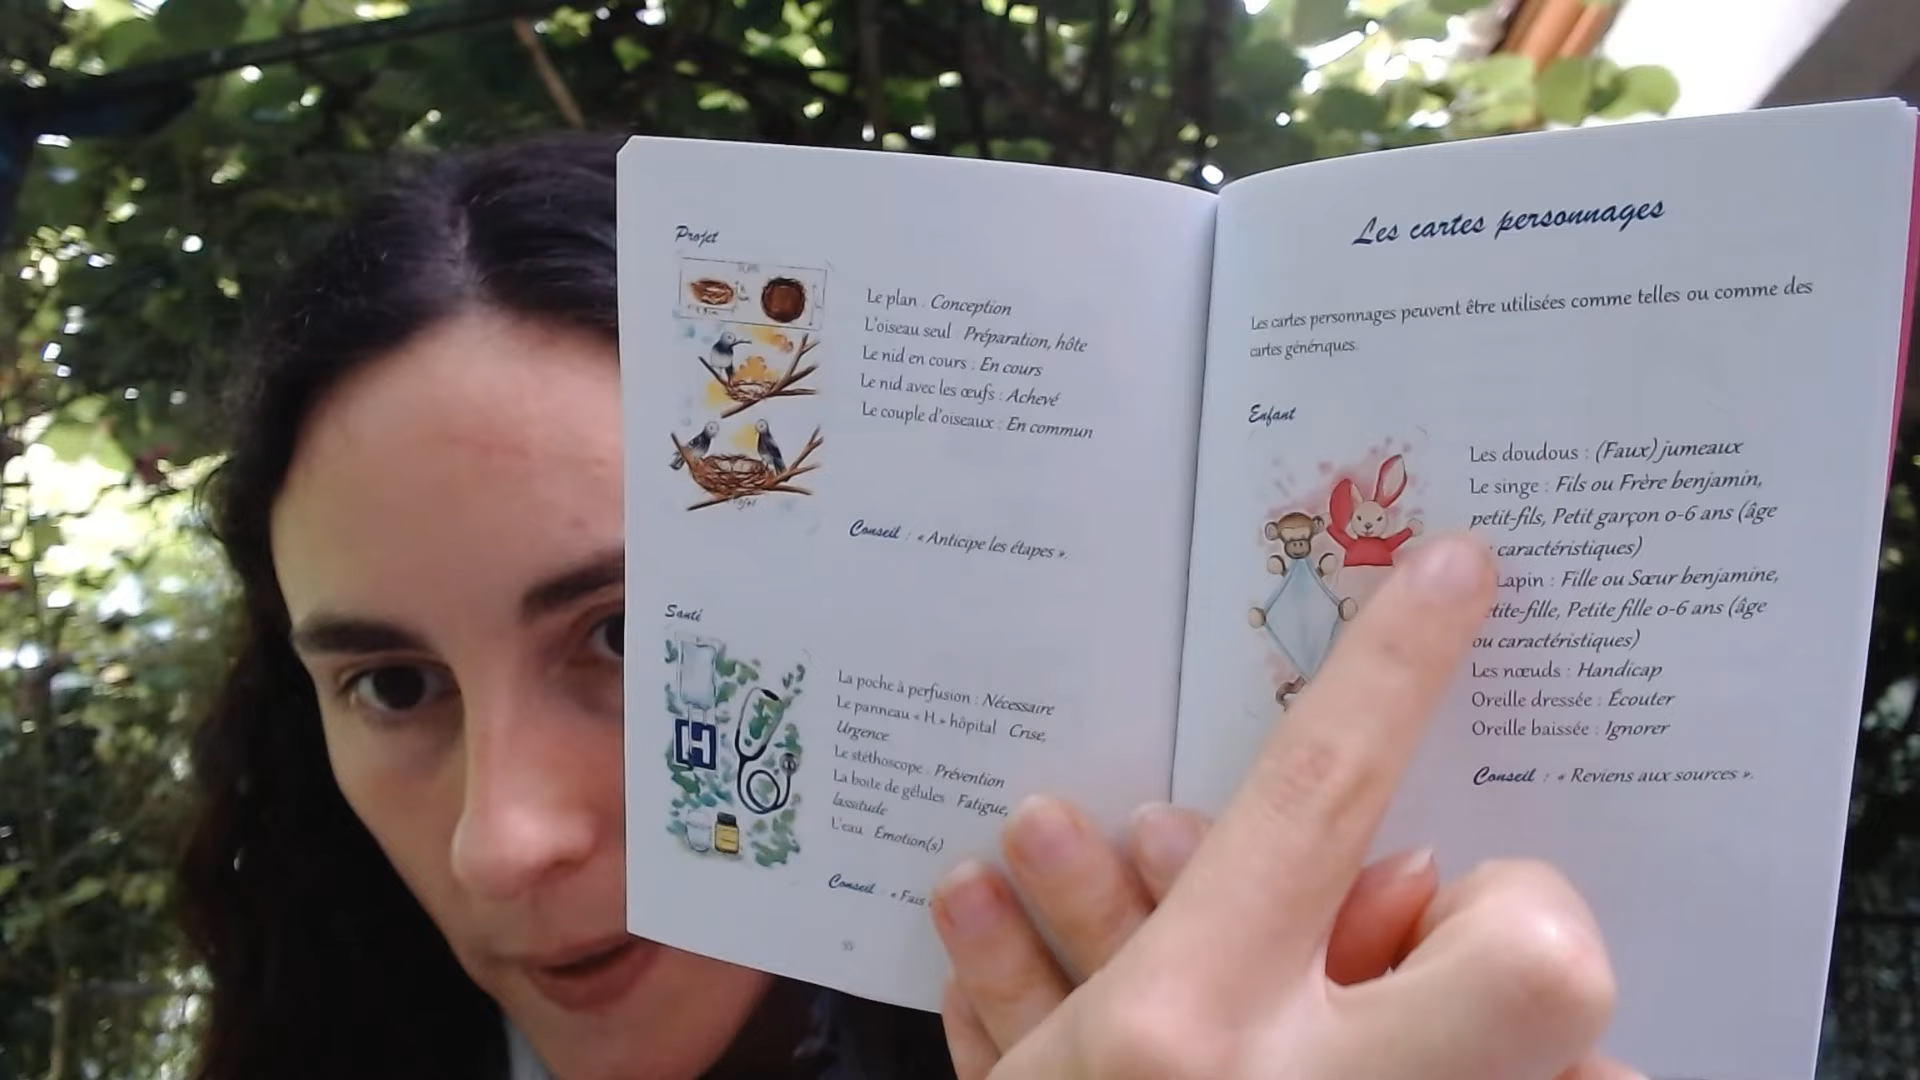 Projet
Le plan : Conception
L'oiseau seul : Préparation, hôte
Le nid en cours : En cours
Le nid avec les œufs : Achevé
Le couple d'oiseaux : En commun
Conseil : « Anticipe les étapes ».
Santé
La poche à perfusion : Nécessaire
Le panneau « H » hôpital Crise,
Urgence
Le stéthoscope : Prévention
La boite de gélules Fatigue,
lassitude
L'eau Émotion(s)
Conseil : « Fais
Les cartes personnages
Les cartes personnages peuvent être utilisées comme telles ou comme des
cartes génériques.
Enfant
Les doudous : (Faux) jumeaux
Le singe : Fils ou Frère benjamin,
petit-fils, Petit garçon 0-6 ans (âge
caractéristiques)
Lapin : Fille ou Sœur benjamine,
tite-fille, Petite fille 0-6 ans (âge
ou caractéristiques)
Les nœuds : Handicap
Oreille dressée : Écouter
Oreille baissée : Ignorer
Conseil : « Reviens aux sources ».